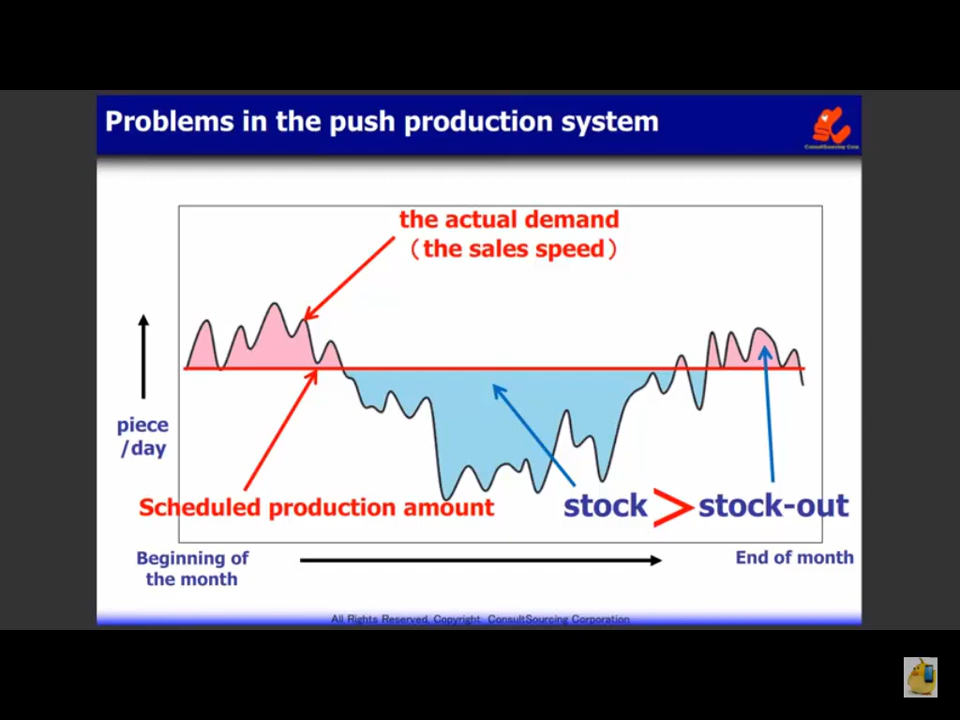 Problems in the push production system
ConsultSourcing Corp.
the actual demand
（the sales speed）
piece
/day
Scheduled production amount
stock > stock-out
Beginning of
the month
End of month
All Rights Reserved, Copyright ConsultSourcing Corporation